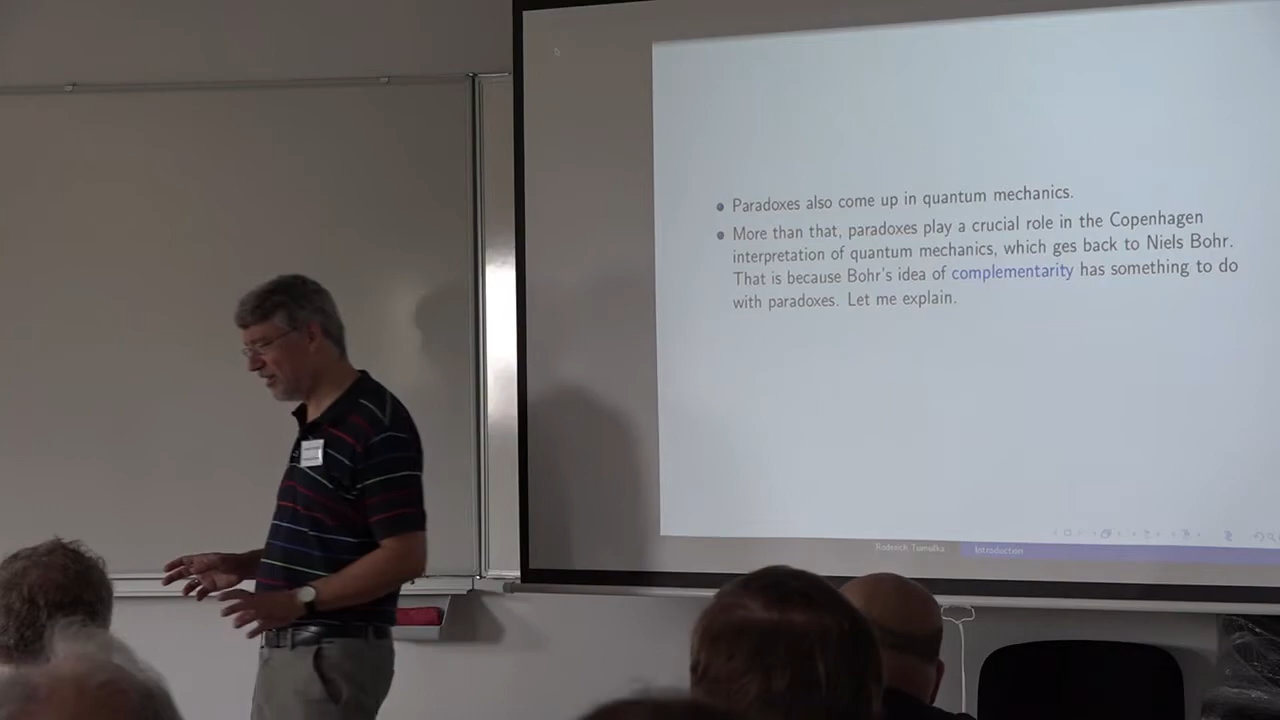 Paradoxes also come up in quantum mechanics.
More than that, paradoxes play a crucial role in the Copenhagen
interpretation of quantum mechanics, which ges back to Niels Bohr.
That is because Bohr's idea of complementarity has something to do
with paradoxes. Let me explain.
Rodrick Tumulka Introduction